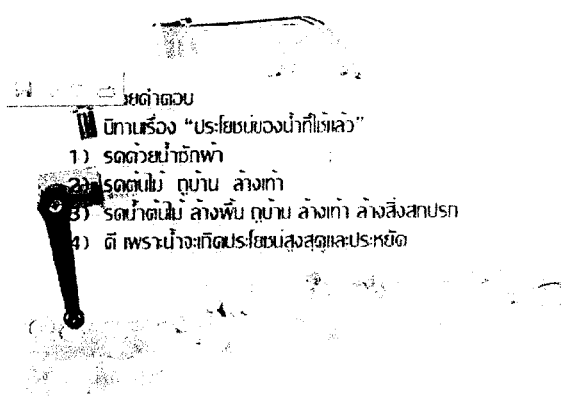 เฉลยคำตอบ
นิทานเรื่อง “ประโยชน์ของน้ำที่ใช้แล้ว”
1) รดด้วยน้ำซักผ้า
2) รดต้นไม้ ถูบ้าน ล้างเท้า
3) รดน้ำต้นไม้ ล้างพื้น ถูบ้าน ล้างเท้า ล้างสิ่งสกปรก
4) ดี เพราะน้ำจะเกิดประโยชน์สูงสุดและประหยัด